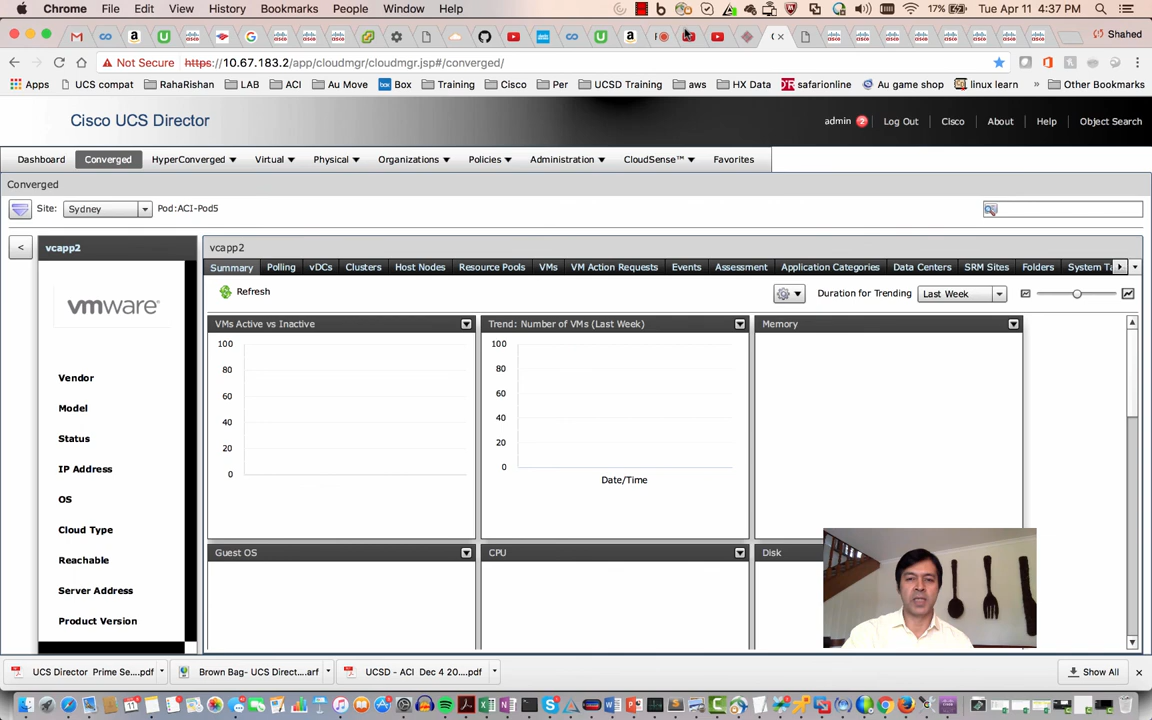 Chrome File Edit View History Bookmarks People Window Help 17% Tue Apr 11 4:37 PM
Shahed
Not Secure https://10.67.183.2/app/cloudmgr/cloudmgr.jsp#/converged/
Apps UCS compat RahaRishan LAB ACI Au Move Box Training Cisco Per UCSD Training aws HX Data safarionline Au game shop linux learn » Other Bookmarks
Cisco UCS Director
admin 2 Log Out Cisco About Help Object Search
Dashboard Converged HyperConverged Virtual Physical Organizations Policies Administration CloudSense™ Favorites
Converged
Site: Sydney Pod:ACI-Pod5
< vcapp2 vcapp2
Summary Polling vDCs Clusters Host Nodes Resource Pools VMs VM Action Requests Events Assessment Application Categories Data Centers SRM Sites Folders System Ta
Refresh Duration for Trending Last Week
vmware
Vendor
Model
Status
IP Address
OS
Cloud Type
Reachable
Server Address
Product Version
VMs Active vs Inactive
100
80
60
40
20
0
Trend: Number of VMs (Last Week)
100
80
60
40
20
0
Date/Time
Memory
Guest OS
CPU
Disk
UCS Director Prime Se....pdf Brown Bag- UCS Direct....arf UCSD - ACI Dec 4 20....pdf Show All